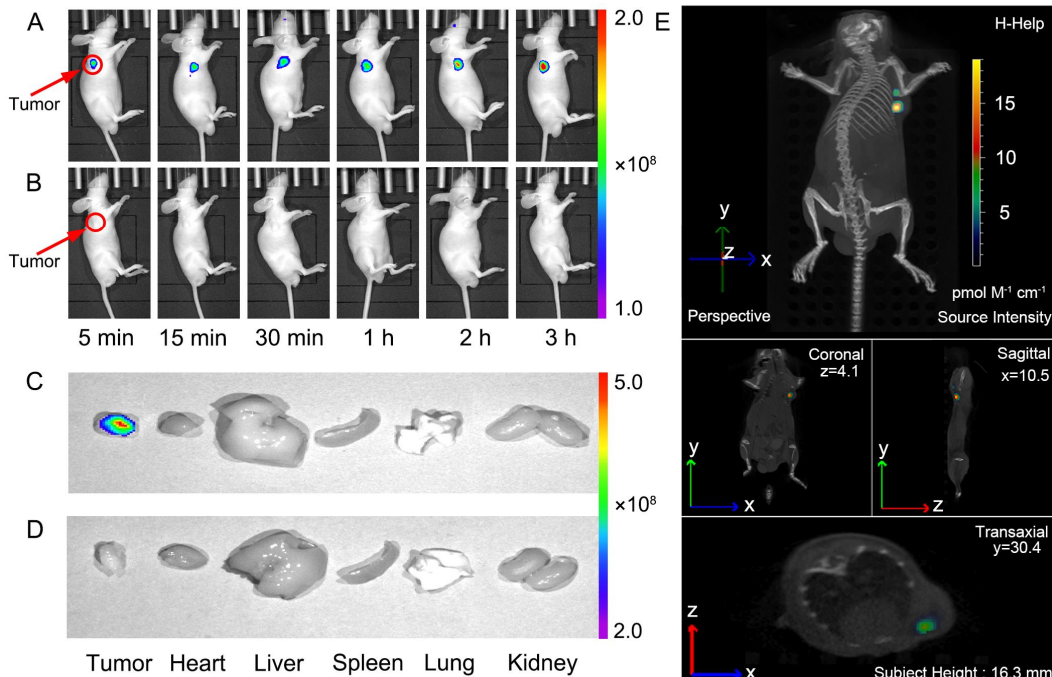 A
Tumor
B
Tumor
5 min 15 min 30 min 1 h 2 h 3 h
2.0
×10⁸
1.0
C
D
5.0
×10⁸
2.0
Tumor Heart Liver Spleen Lung Kidney
E
H-Help
15
10
5
pmol M⁻¹ cm⁻¹
Source Intensity
y
z
x
Perspective
Coronal
z=4.1
y
x
Sagittal
x=10.5
y
z
Transaxial
y=30.4
z
x
Subject Height : 16.3 mm